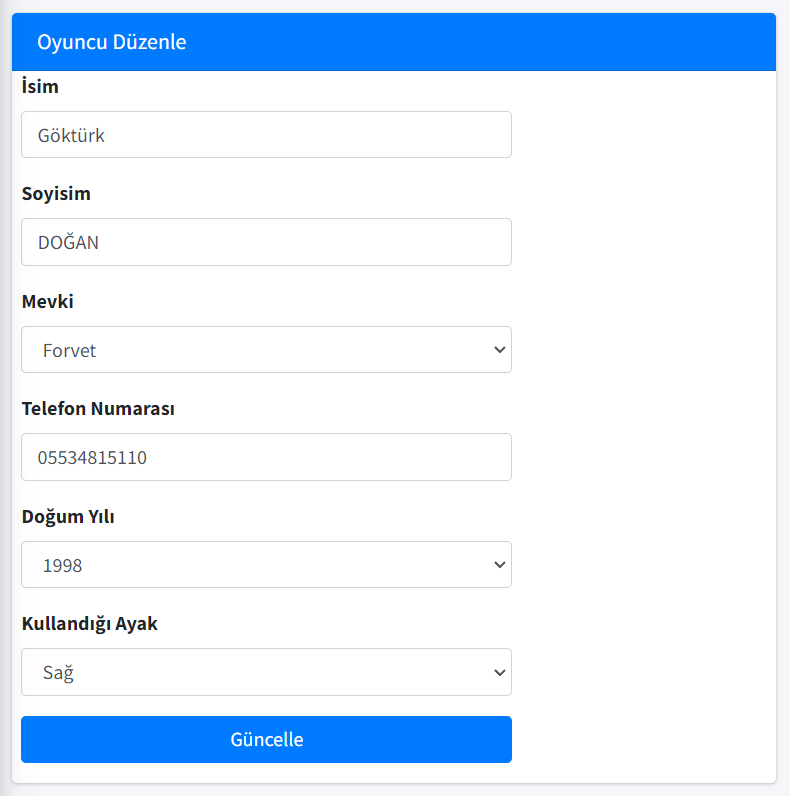 Oyuncu Düzenle
İsim
Göktürk
Soyisim
DOĞAN
Mevki
Forvet
Telefon Numarası
05534815110
Doğum Yılı
1998
Kullandığı Ayak
Sağ
Güncelle